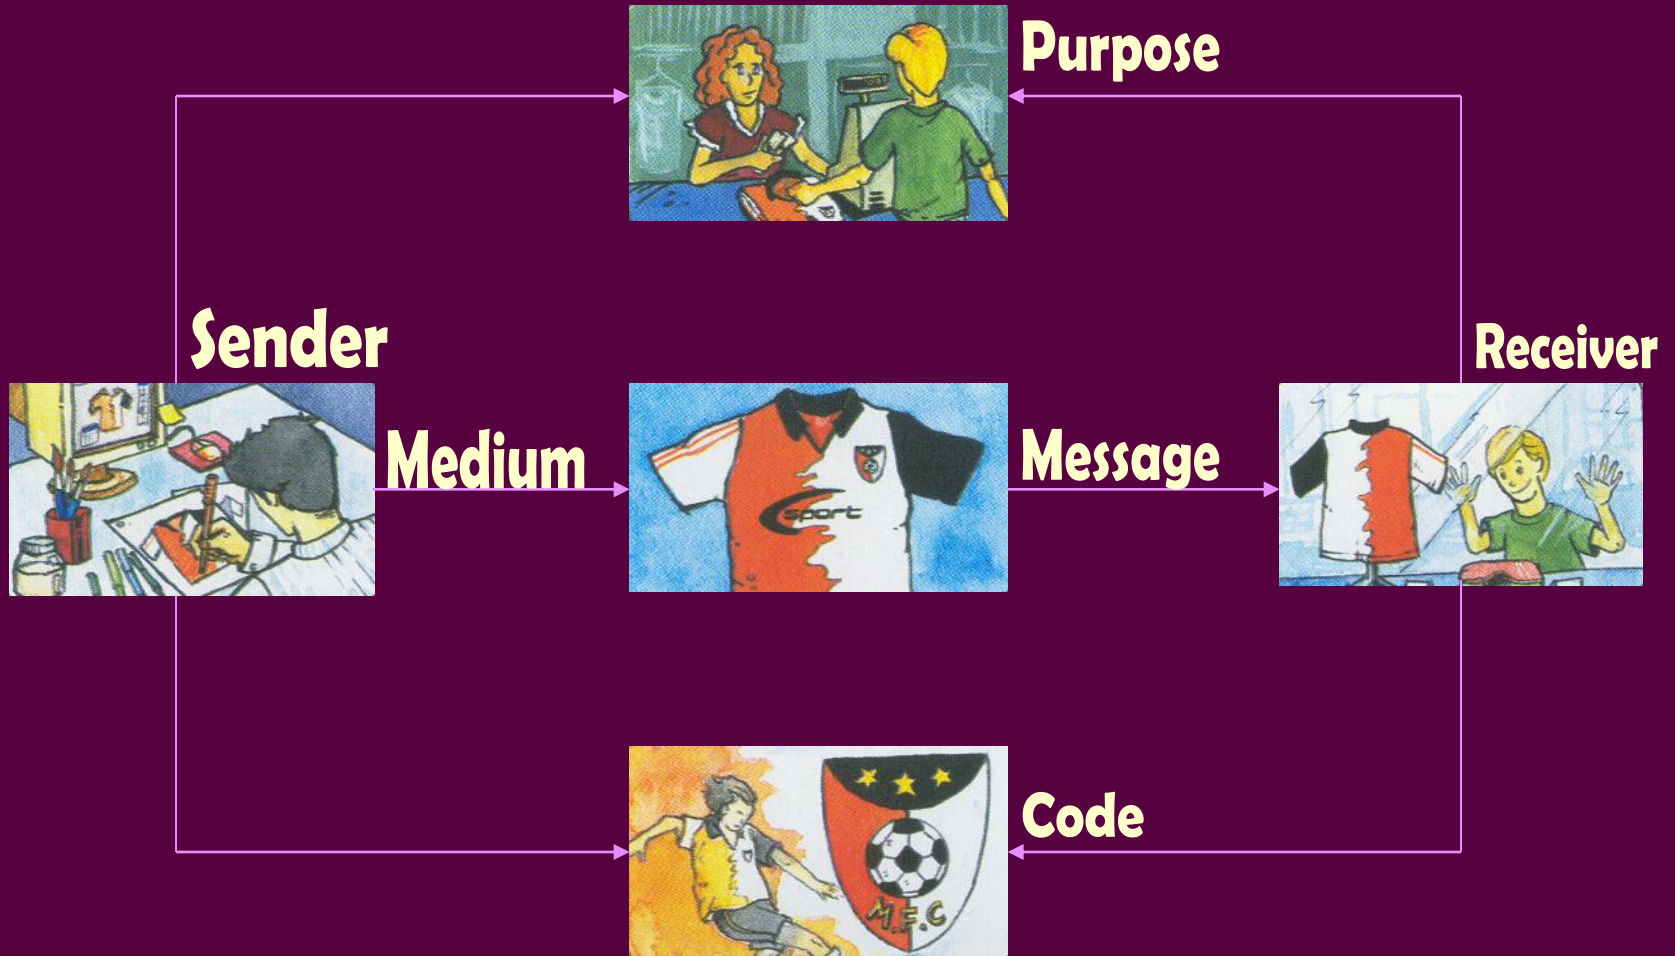 Purpose
Sender
Receiver
Medium
Message
sport
Code
M.F.C